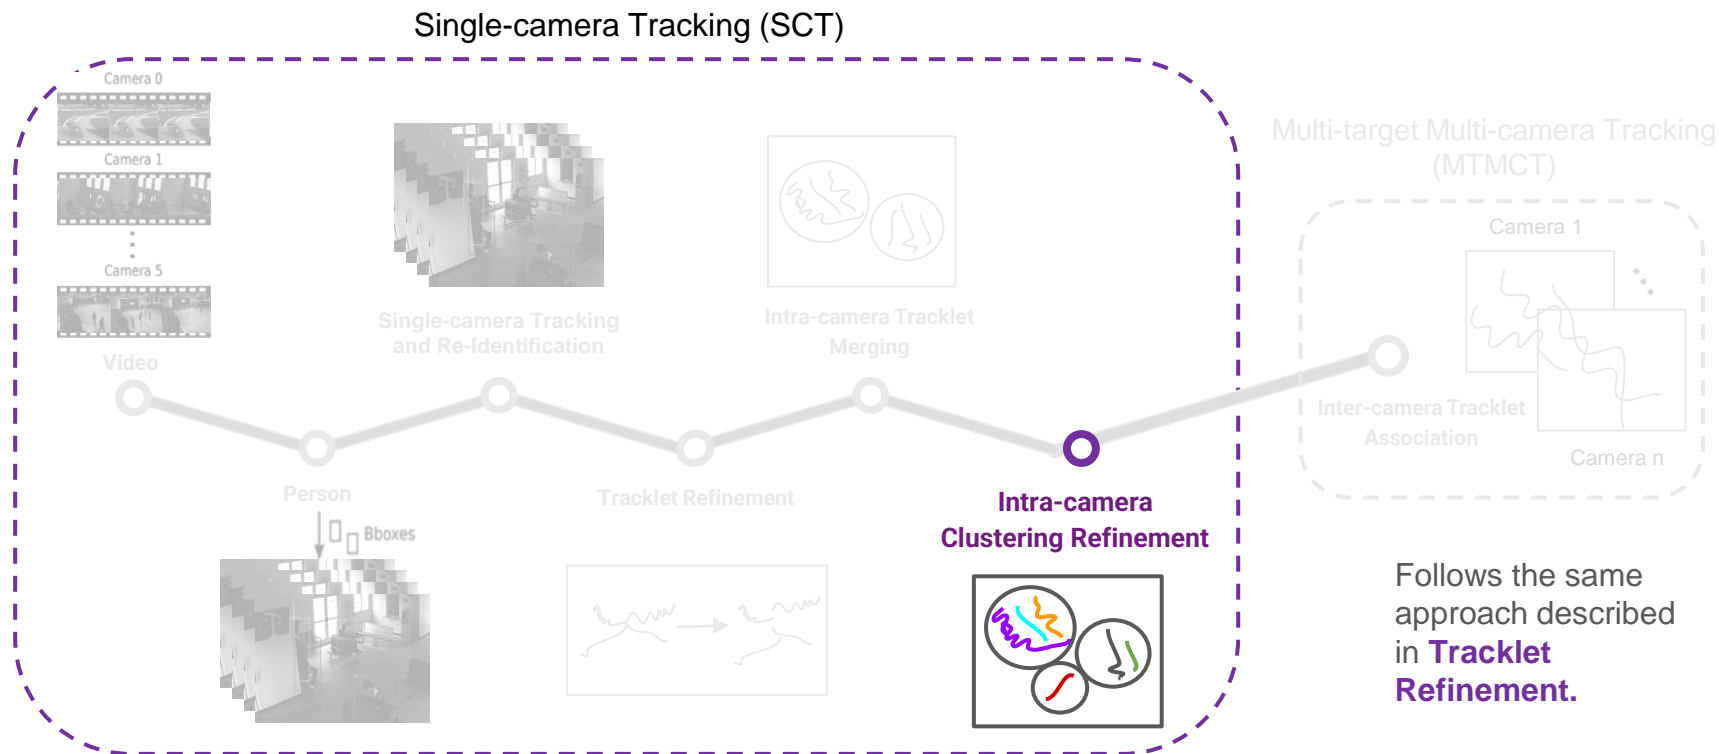 Single-camera Tracking (SCT)
Camera 0
Camera 1
Camera 5
Video
Single-camera Tracking
and Re-Identification
Intra-camera Tracklet
Merging
Person
Bboxes
Tracklet Refinement
Intra-camera
Clustering Refinement
Multi-target Multi-camera Tracking
(MTMCT)
Camera 1
Inter-camera Tracklet
Association
Camera n
Follows the same
approach described
in Tracklet
Refinement.